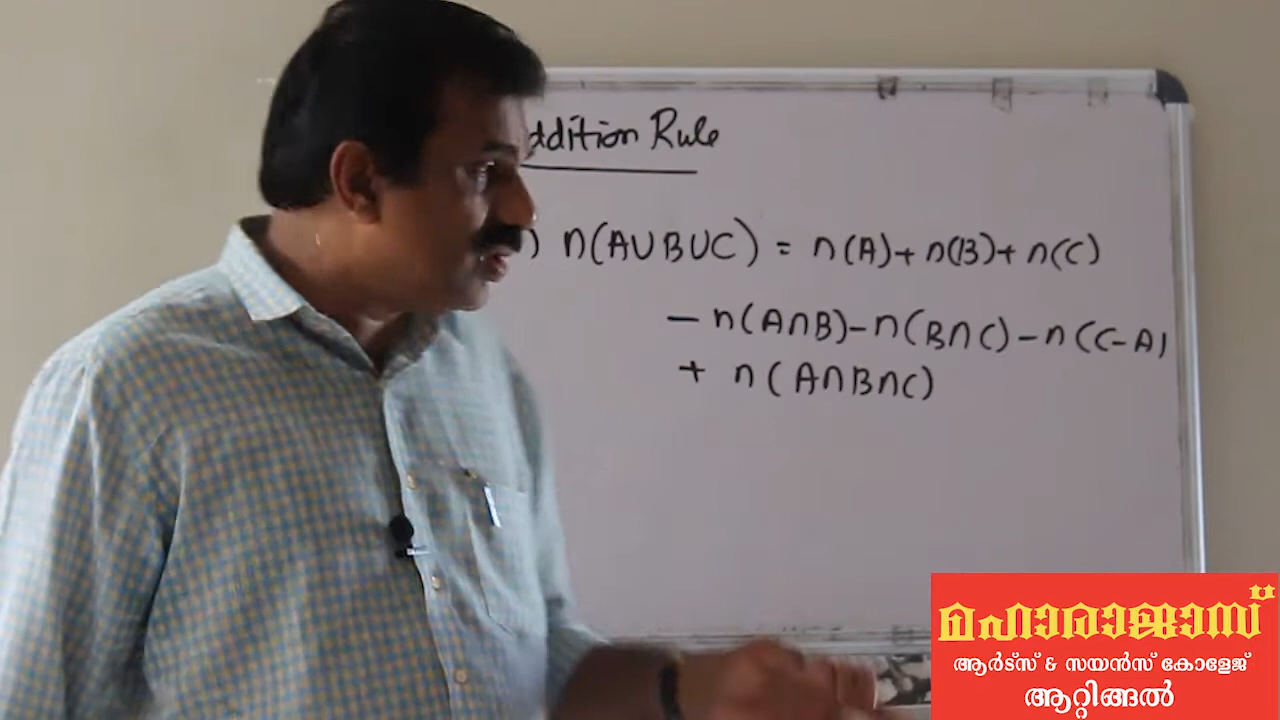 ddition Rule
) n(A∪B∪C) = n(A)+ n(B)+ n(C)
– n(A∩B)–n(B∩C)–n(C–A)
+ n(A∩B∩C)
മഹാരാജാസ്
ആർട്സ് & സയൻസ് കോളേജ്
ആറ്റിങ്ങൽ